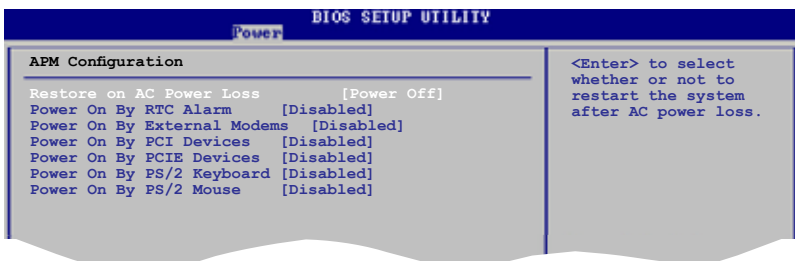 BIOS SETUP UTILITY
Power
APM Configuration
Restore on AC Power Loss [Power Off]
Power On By RTC Alarm [Disabled]
Power On By External Modems [Disabled]
Power On By PCI Devices [Disabled]
Power On By PCIE Devices [Disabled]
Power On By PS/2 Keyboard [Disabled]
Power On By PS/2 Mouse [Disabled]
<Enter> to select
whether or not to
restart the system
after AC power loss.